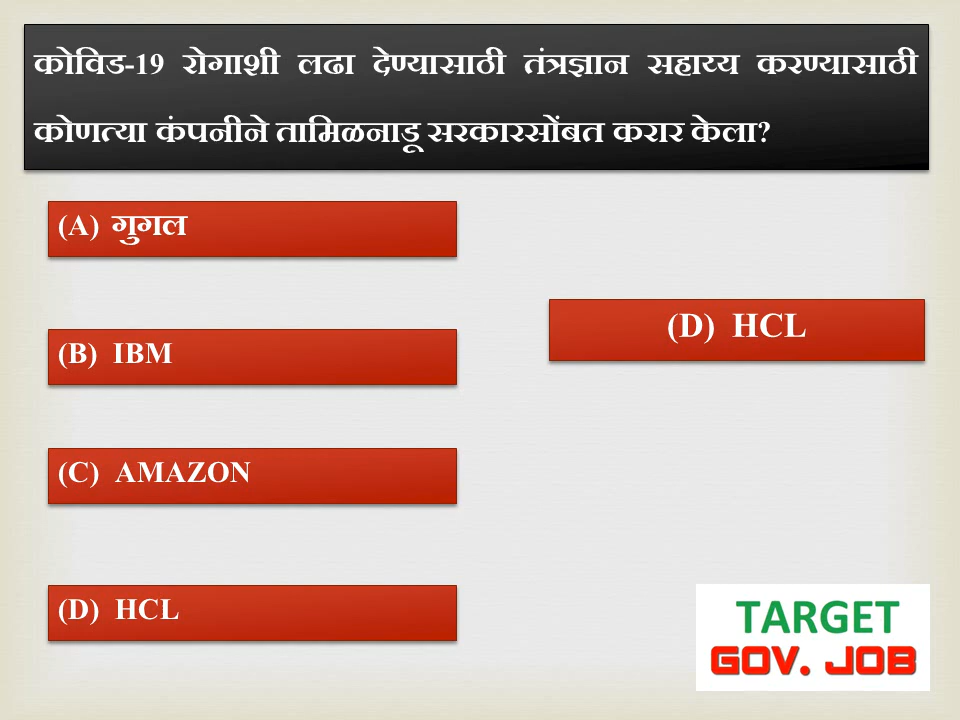 कोविड-19 रोगाशी लढा देण्यासाठी तंत्रज्ञान सहाय्य करण्यासाठी
कोणत्या कंपनीने तामिळनाडू सरकारसोंबत करार केला?
(A) गुगल
(B) IBM
(C) AMAZON
(D) HCL
(D) HCL
TARGET
GOV. JOB